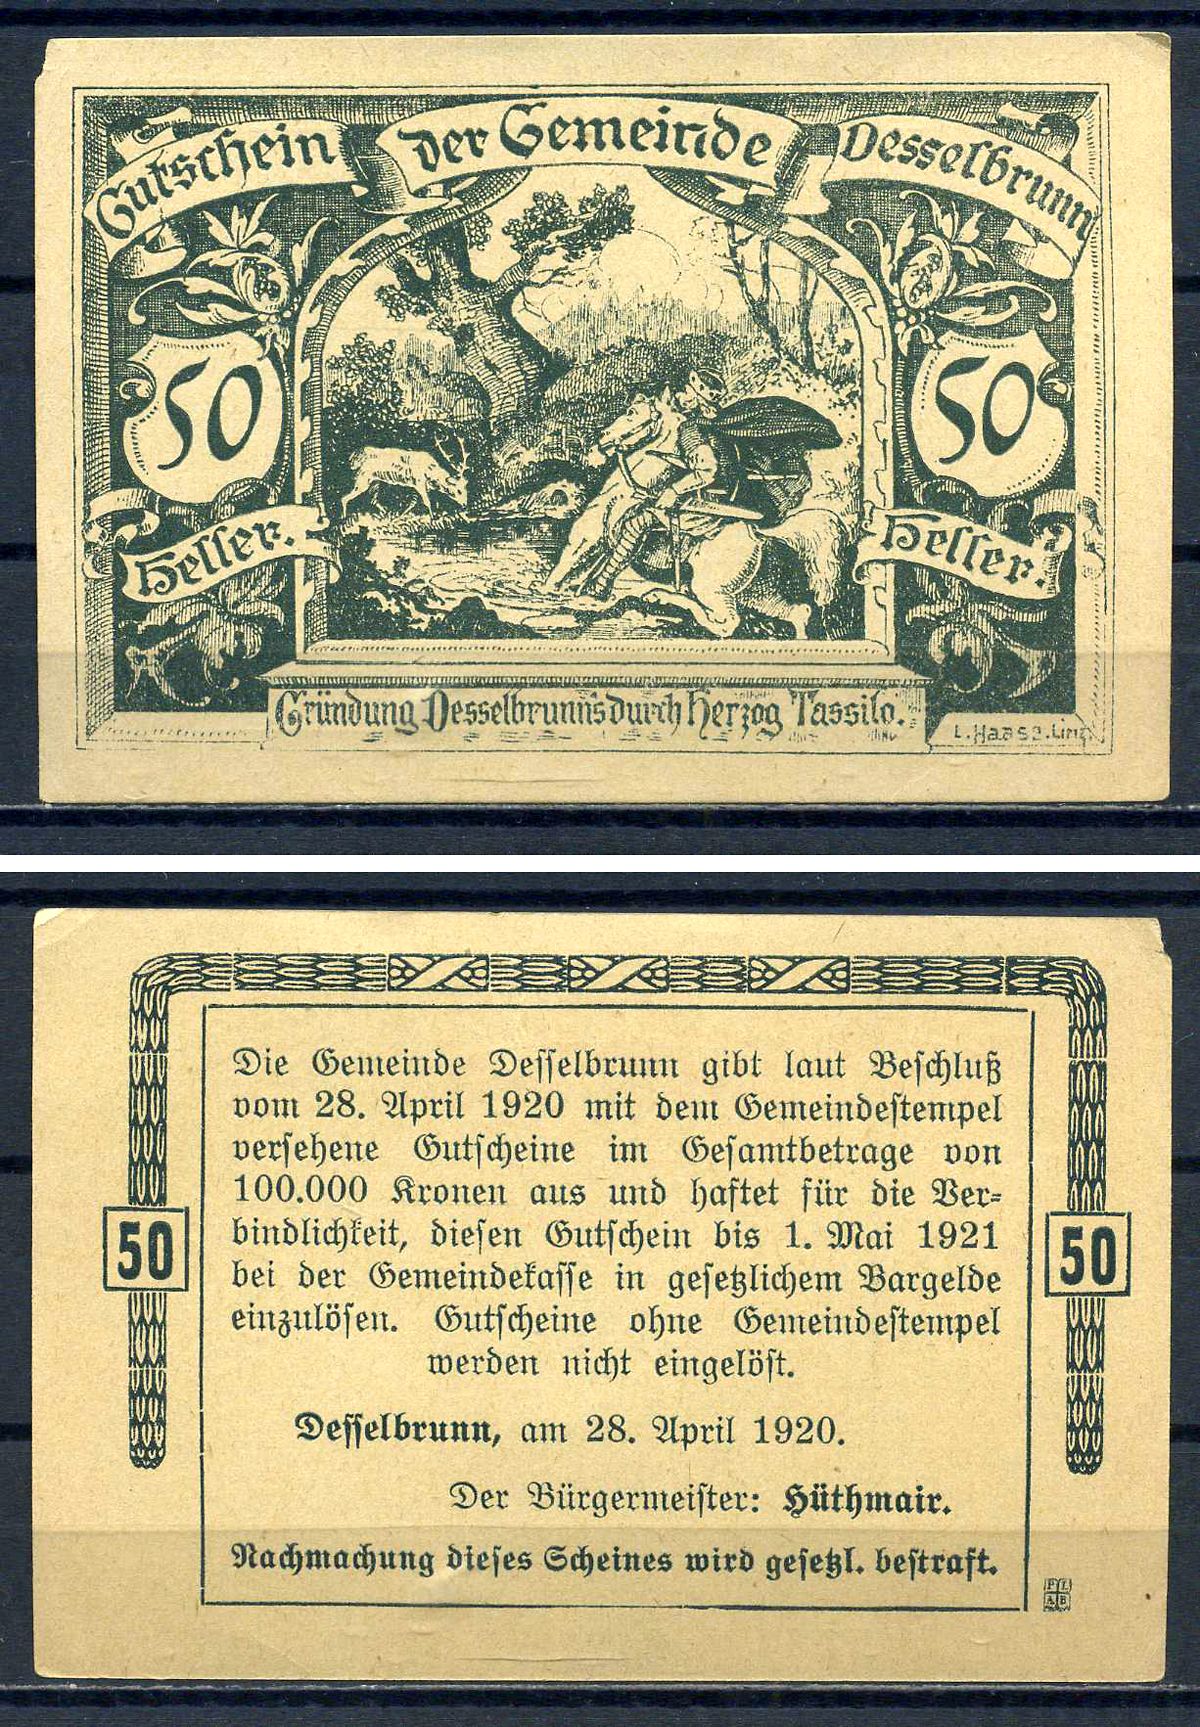 Gutschein der Gemeinde Desselbrunn
50
50
Heller.
Heller.
Gründung Desselbrunns durch Herzog Tassilo.
L. Haase. Linz
Die Gemeinde Desselbrunn gibt laut Beschluß
vom 28. April 1920 mit dem Gemeindestempel
versehene Gutscheine im Gesamtbetrage von
100.000 Kronen aus und haftet für die Ver-
bindlichkeit, diesen Gutschein bis 1. Mai 1921
bei der Gemeindekasse in gesetzlichem Bargelde
einzulösen. Gutscheine ohne Gemeindestempel
werden nicht eingelöst.
50
50
Desselbrunn, am 28. April 1920.
Der Bürgermeister: Hüthmair.
Nachmachung dieses Scheines wird gesetzl. bestraft.
P L
A B